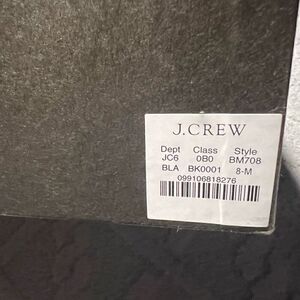 J.CREW
Dept Class Style
JC6 0B0 BM708
BLA BK0001 8-M
099106818276